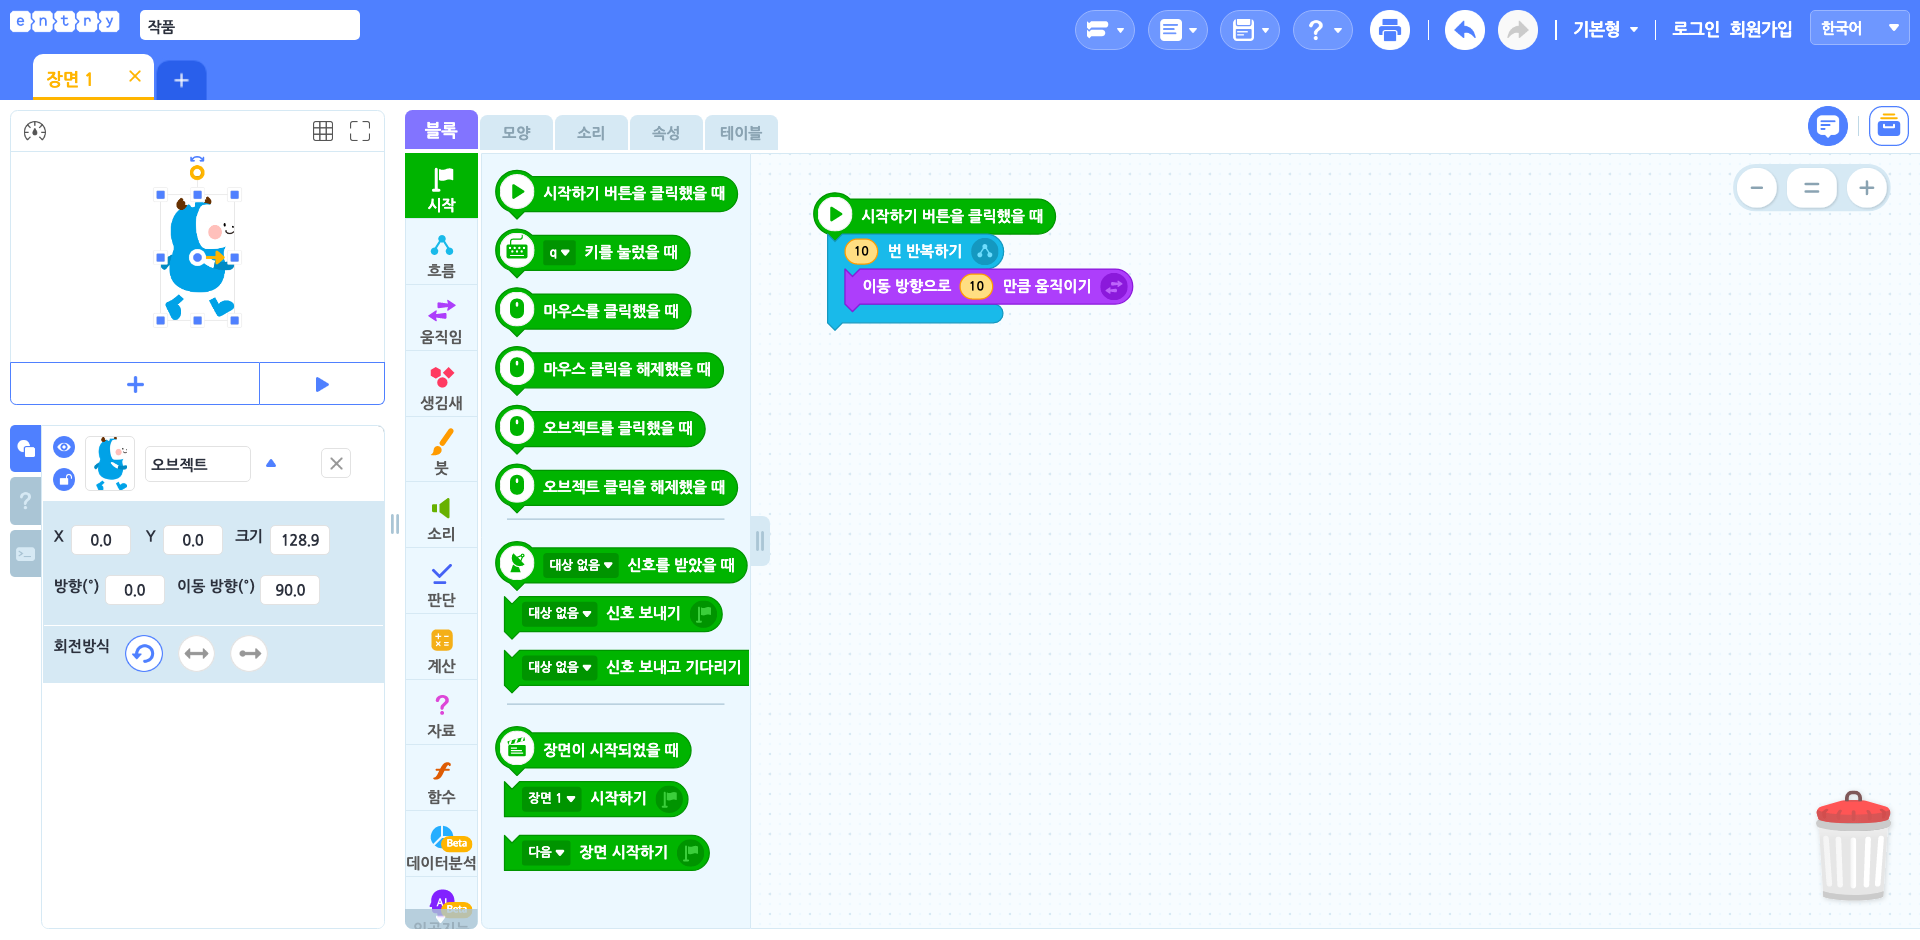 entry
작품
기본형
로그인 회원가입
한국어
장면 1
블록 모양 소리 속성 테이블
시작
흐름
움직임
생김새
붓
소리
판단
계산
자료
함수
Beta
데이터분석
AI
Beta
인공지능
시작하기 버튼을 클릭했을 때
q 키를 눌렀을 때
마우스를 클릭했을 때
마우스 클릭을 해제했을 때
오브젝트를 클릭했을 때
오브젝트 클릭을 해제했을 때
대상 없음 신호를 받았을 때
대상 없음 신호 보내기
대상 없음 신호 보내고 기다리기
장면이 시작되었을 때
장면 1 시작하기
다음 장면 시작하기
시작하기 버튼을 클릭했을 때
10 번 반복하기
이동 방향으로 10 만큼 움직이기
오브젝트
X 0.0 Y 0.0 크기 128.9
방향(°) 0.0 이동 방향(°) 90.0
회전방식